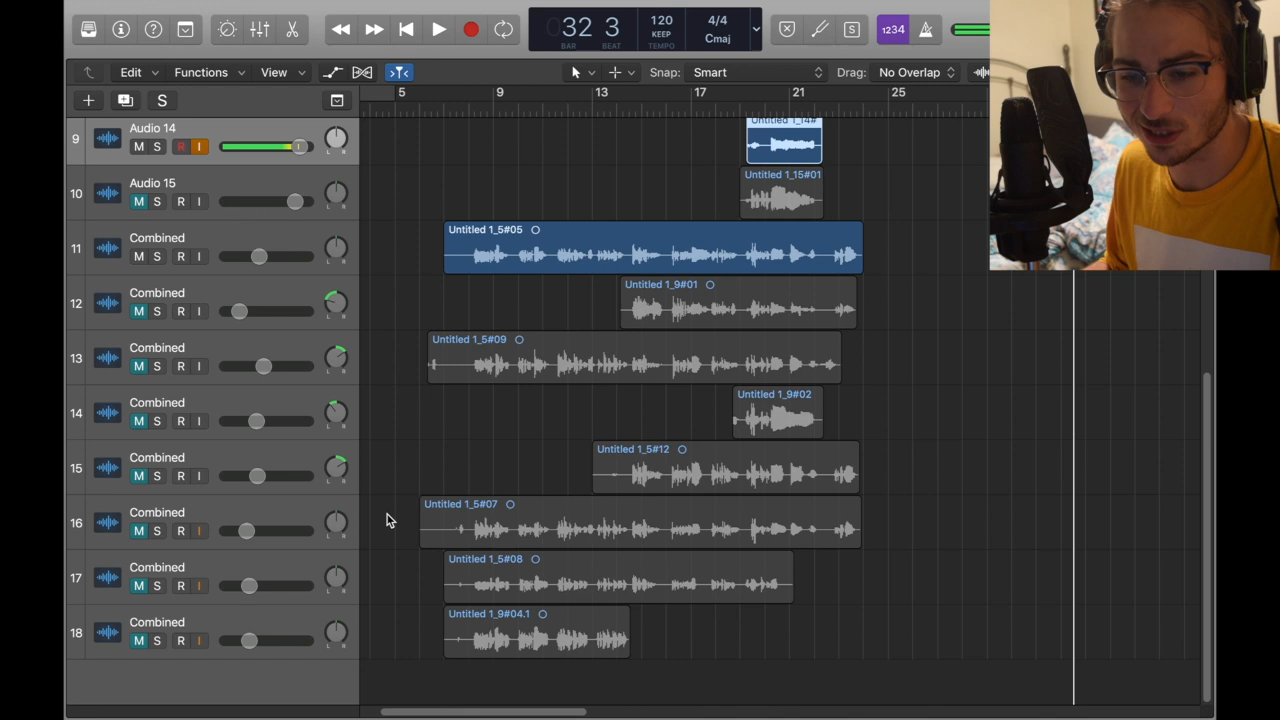 32 3
BAR BEAT
120
KEEP
TEMPO
4/4
Cmaj
S
1234
Edit Functions View
Snap: Smart
Drag: No Overlap
S
5 9 13 17 21 25
9 Audio 14
M S R I
L R
Untitled 1_14#
10 Audio 15
M S R I
L R
Untitled 1_15#01
11 Combined
M S R I
L R
Untitled 1_5#05
12 Combined
M S R I
L R
Untitled 1_9#01
13 Combined
M S R I
L R
Untitled 1_5#09
14 Combined
M S R I
L R
Untitled 1_9#02
15 Combined
M S R I
L R
Untitled 1_5#12
16 Combined
M S R I
L R
Untitled 1_5#07
17 Combined
M S R I
L R
Untitled 1_5#08
18 Combined
M S R I
L R
Untitled 1_9#04.1